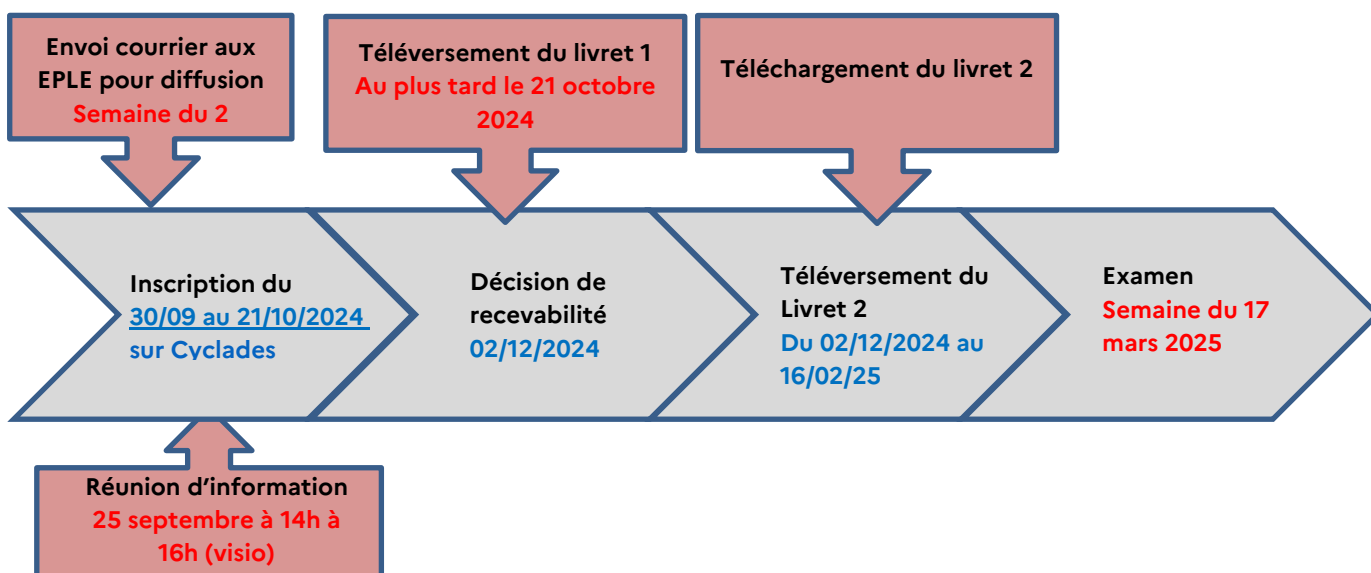 Envoi courrier aux
EPLE pour diffusion
Semaine du 2
Téléversement du livret 1
Au plus tard le 21 octobre
2024
Téléchargement du livret 2
Inscription du
30/09 au 21/10/2024
sur Cyclades
Décision de
recevabilité
02/12/2024
Téléversement du
Livret 2
Du 02/12/2024 au
16/02/25
Examen
Semaine du 17
mars 2025
Réunion d’information
25 septembre à 14h à
16h (visio)